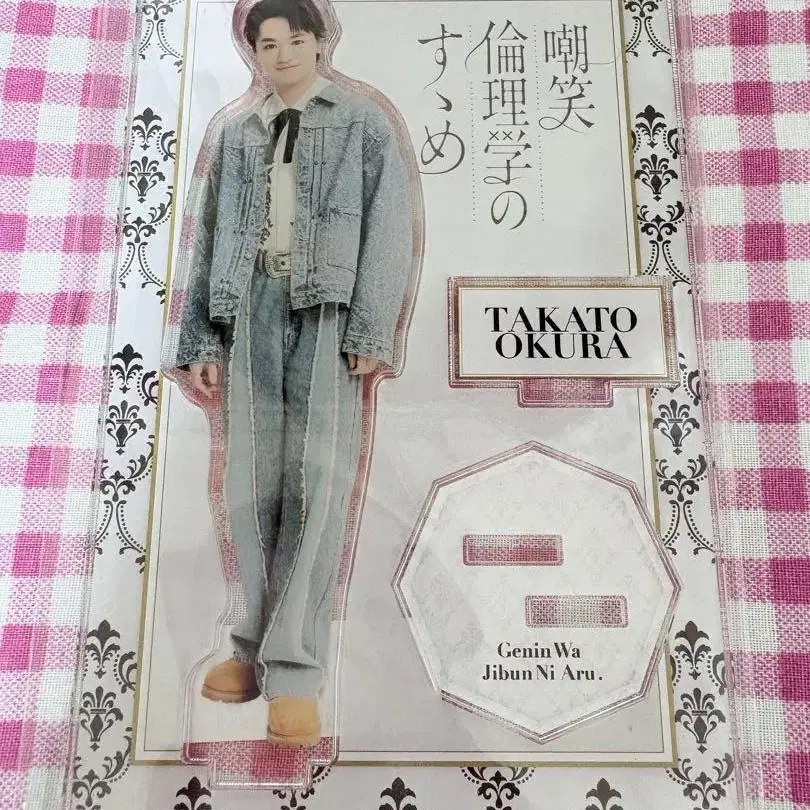 嘲笑
倫理学の
すゝめ
TAKATO
OKURA
Genin Wa
Jibun Ni Aru.